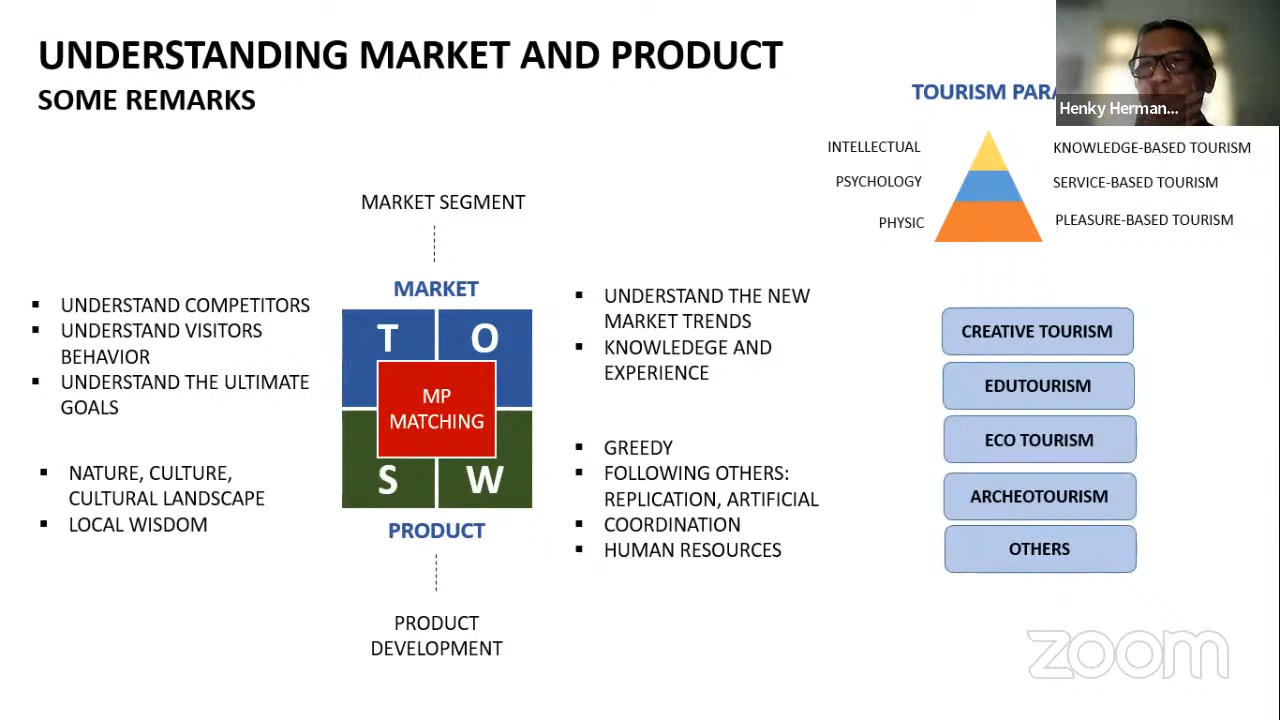 UNDERSTANDING MARKET AND PRODUCT
SOME REMARKS
TOURISM
Henky Herman...
INTELLECTUAL
KNOWLEDGE-BASED TOURISM
PSYCHOLOGY
SERVICE-BASED TOURISM
PHYSIC
PLEASURE-BASED TOURISM
MARKET SEGMENT
MARKET
▪ UNDERSTAND COMPETITORS
▪ UNDERSTAND VISITORS
BEHAVIOR
▪ UNDERSTAND THE ULTIMATE
GOALS
T
O
MP
MATCHING
S
W
▪ UNDERSTAND THE NEW
MARKET TRENDS
▪ KNOWLEDEGE AND
EXPERIENCE
▪ NATURE, CULTURE,
CULTURAL LANDSCAPE
▪ LOCAL WISDOM
▪ GREEDY
▪ FOLLOWING OTHERS:
REPLICATION, ARTIFICIAL
▪ COORDINATION
▪ HUMAN RESOURCES
PRODUCT
PRODUCT
DEVELOPMENT
CREATIVE TOURISM
EDUTOURISM
ECO TOURISM
ARCHEOTOURISM
OTHERS
zoom